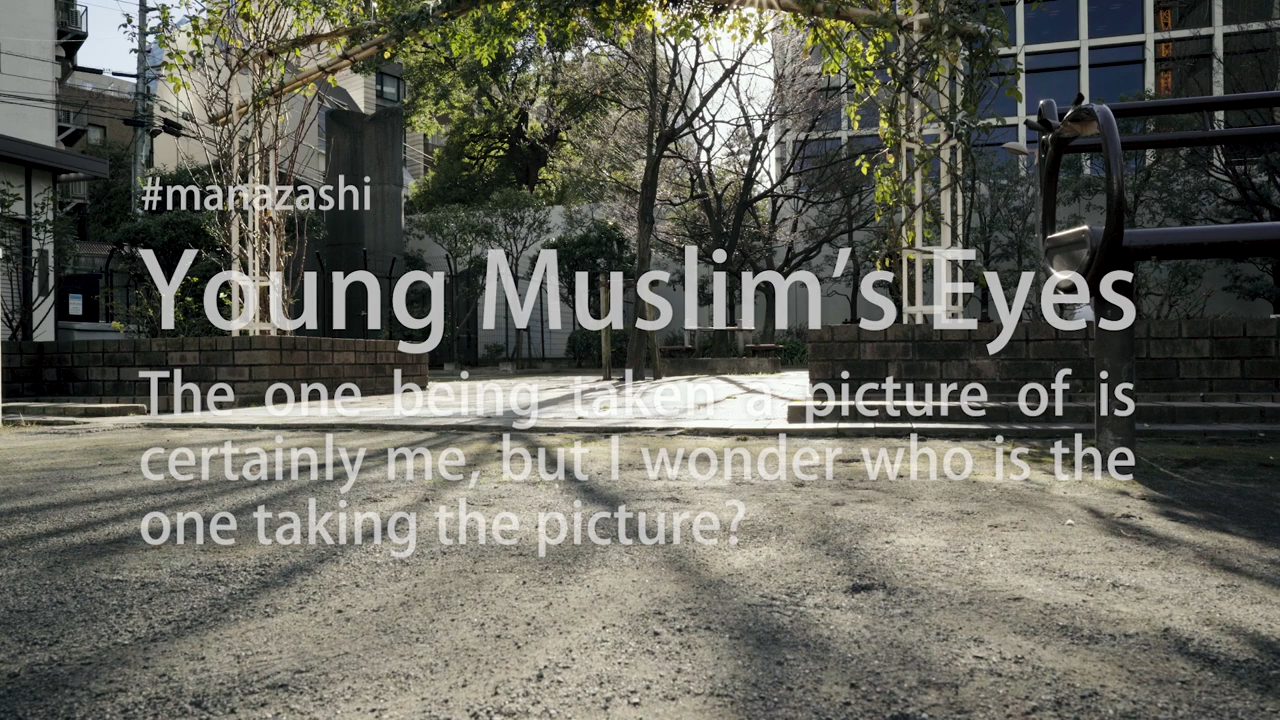 #manazashi
Young Muslim’s Eyes
The one being taken a picture of is
certainly me, but I wonder who is the
one taking the picture?